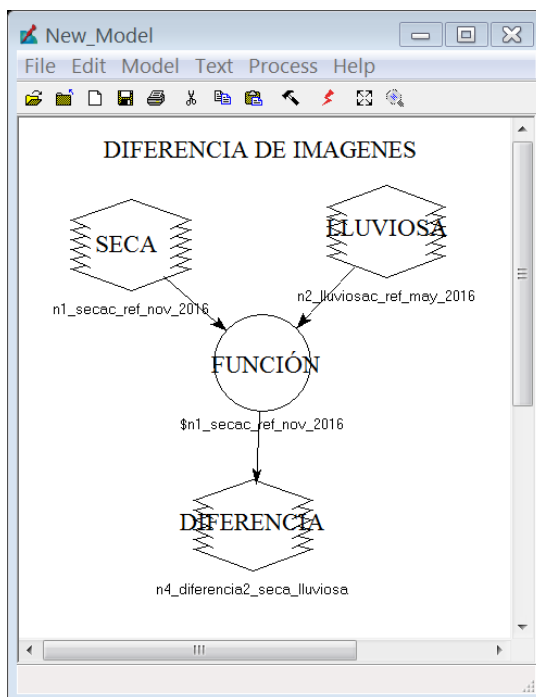 New_Model
File Edit Model Text Process Help
DIFERENCIA DE IMAGENES
SECA
LLUVIOSA
n1_secac_ref_nov_2016
n2_lluviosac_ref_may_2016
FUNCIÓN
$n1_secac_ref_nov_2016
DIFERENCIA
n4_diferencia2_seca_lluviosa